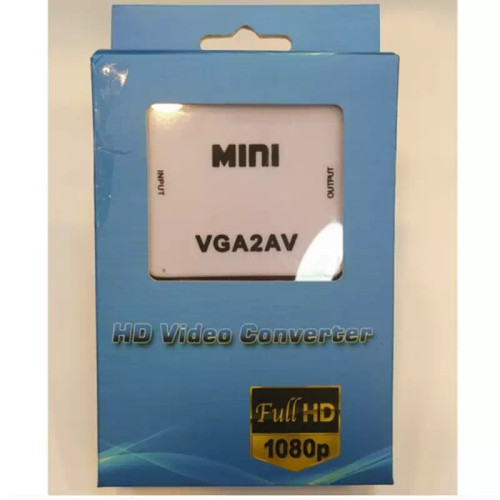 MINI
INPUT
OUTPUT
VGA2AV
HD Video Converter
Full HD
1080p